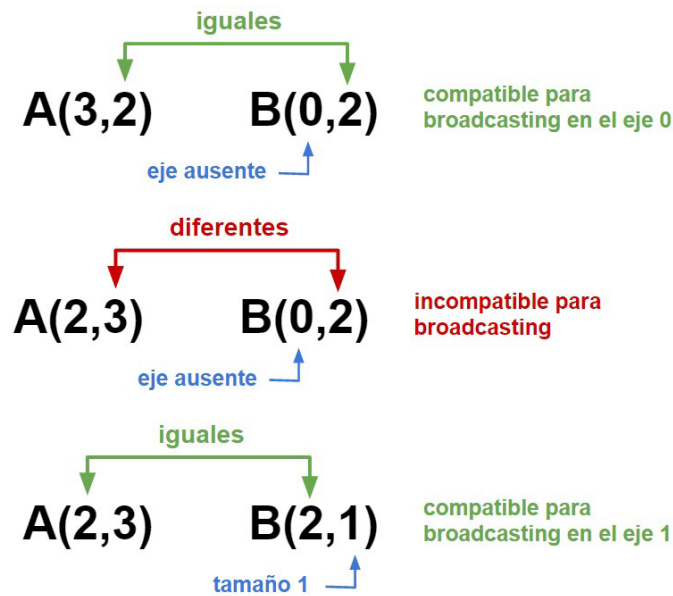 iguales
A(3,2) B(0,2) compatible para
broadcasting en el eje 0
eje ausente
diferentes
A(2,3) B(0,2) incompatible para
broadcasting
eje ausente
iguales
A(2,3) B(2,1) compatible para
broadcasting en el eje 1
tamaño 1